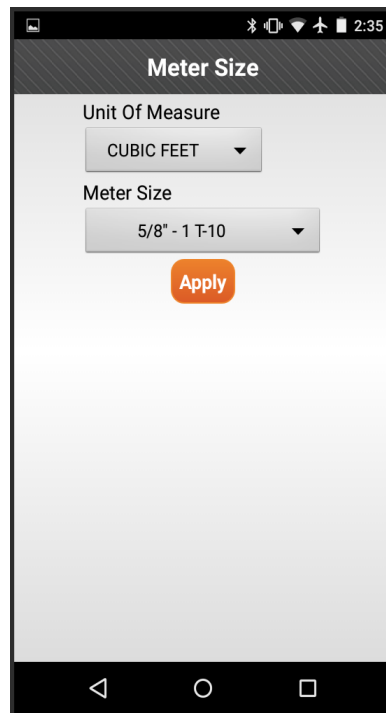 2:35
Meter Size
Unit Of Measure
CUBIC FEET
Meter Size
5/8" - 1 T-10
Apply